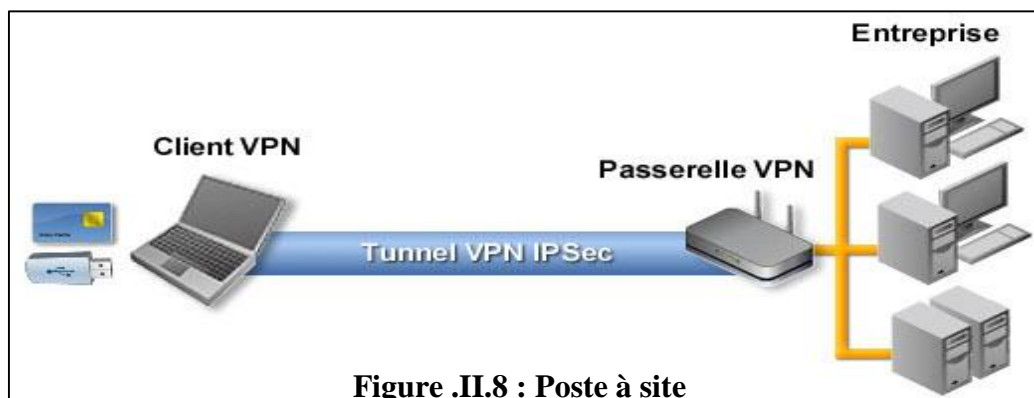 Entreprise
Client VPN
Passerelle VPN
Tunnel VPN IPSec
Figure .II.8 : Poste à site